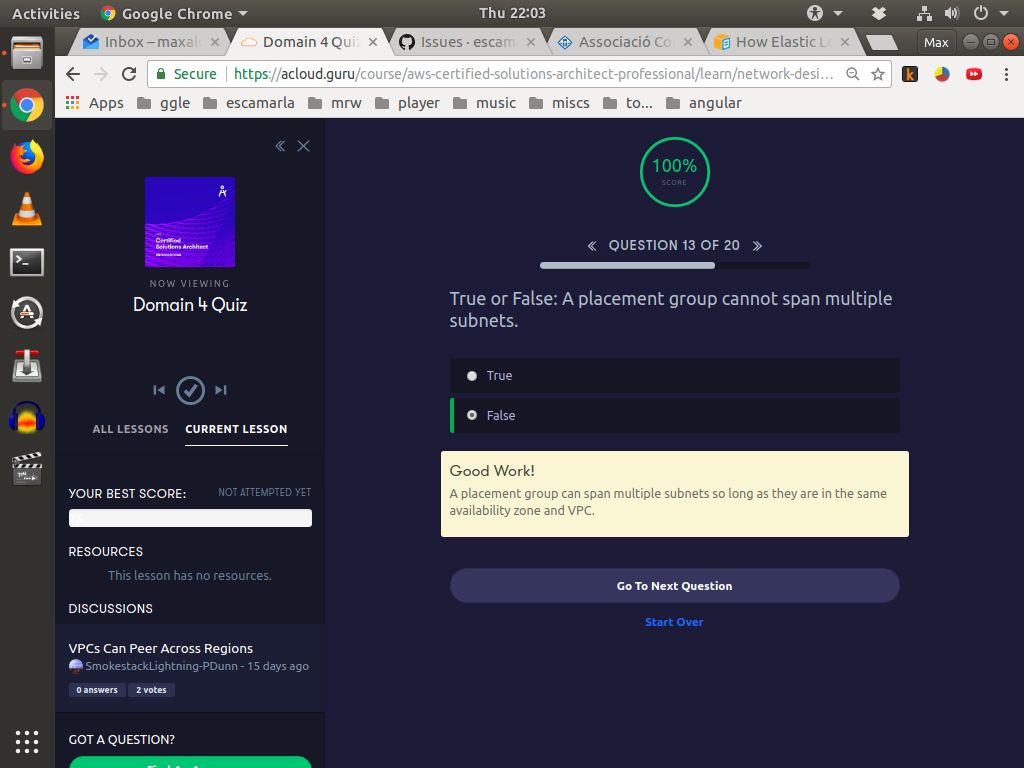 Activities
Google Chrome
Thu 22:03
Inbox – maxal
Domain 4 Quiz
Issues · escam
Associació Co
How Elastic L
Max
Secure
https://acloud.guru/course/aws-certified-solutions-architect-professional/learn/network-desi...
Apps
ggle
escamarla
mrw
player
music
miscs
to...
angular
Certified
Solutions Architect
NOW VIEWING
Domain 4 Quiz
ALL LESSONS
CURRENT LESSON
YOUR BEST SCORE:
NOT ATTEMPTED YET
RESOURCES
This lesson has no resources.
DISCUSSIONS
VPCs Can Peer Across Regions
SmokestackLightning-PDunn - 15 days ago
0 answers
2 votes
GOT A QUESTION?
100%
SCORE
QUESTION 13 OF 20
True or False: A placement group cannot span multiple
subnets.
True
False
Good Work!
A placement group can span multiple subnets so long as they are in the same
availability zone and VPC.
Go To Next Question
Start Over